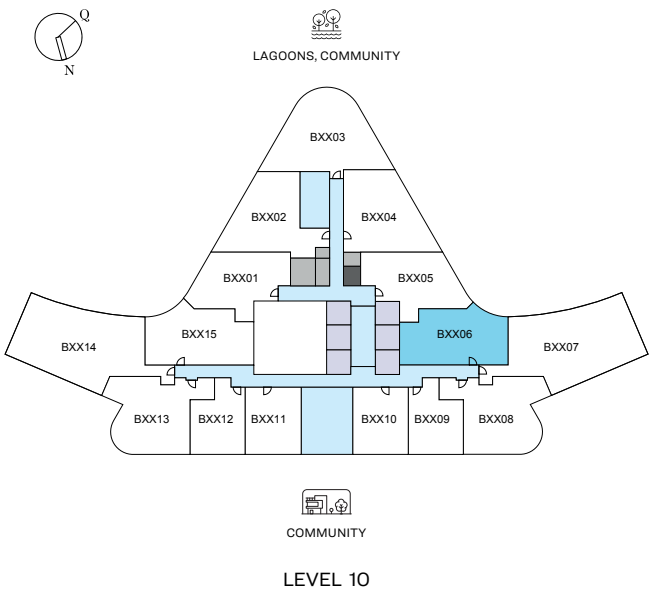 Q
N
LAGOONS, COMMUNITY
BXX03
BXX02
BXX04
BXX01
BXX05
BXX14
BXX15
BXX06
BXX07
BXX13
BXX12
BXX11
BXX10
BXX09
BXX08
COMMUNITY
LEVEL 10